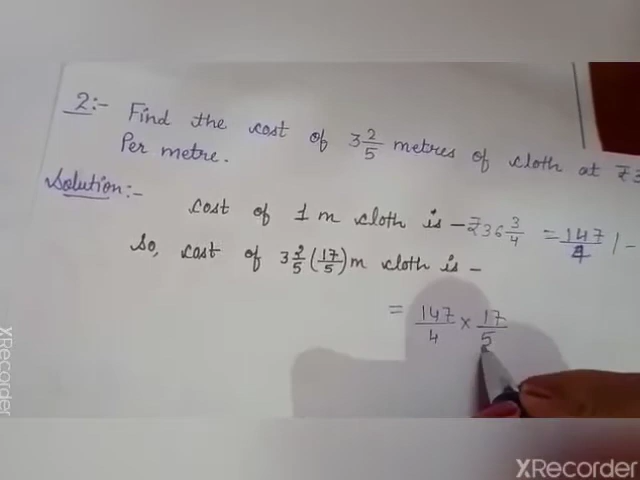 2:- Find the cost of 3 2/5 metres of cloth at ₹3
Per metre.
Solution:-
cost of 1 m cloth is - ₹36 3/4 = 147/4 /-
So, cost of 3 2/5 (17/5) m cloth is -
= 147/4 × 17/5
XRecorder
XRecorder